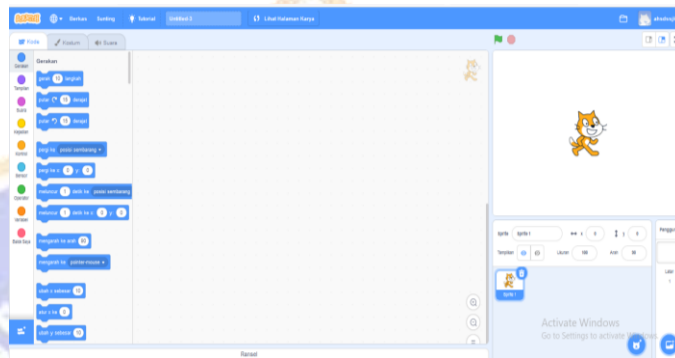 SCRATCH
Berkas
Sunting
Tutorial
Untitled-2
Lihat Halaman Karya
Kode
Kostum
Suara
Gerakan
Gerakan
Tampilan
Suara
Kejadian
Kontrol
Sensor
Operator
Variabel
Balok Saya
gerak 10 langkah
putar 15 derajat
putar 15 derajat
pergi ke posisi sembarang
pergi ke x: 0 y: 0
meluncur 1 detik ke posisi sembarang
meluncur 1 detik ke x: 0 y: 0
mengarah ke arah 90
mengarah ke pointer mouse
ubah x sebesar 10
atur x ke 0
ubah y sebesar 10
Ransel
Sprite Sprite1 x 0 y 0
Tampilkan Ukuran 100 Arah 90
Sprite1
Latar
1
Activate Windows
Go to Settings to activate Windows.